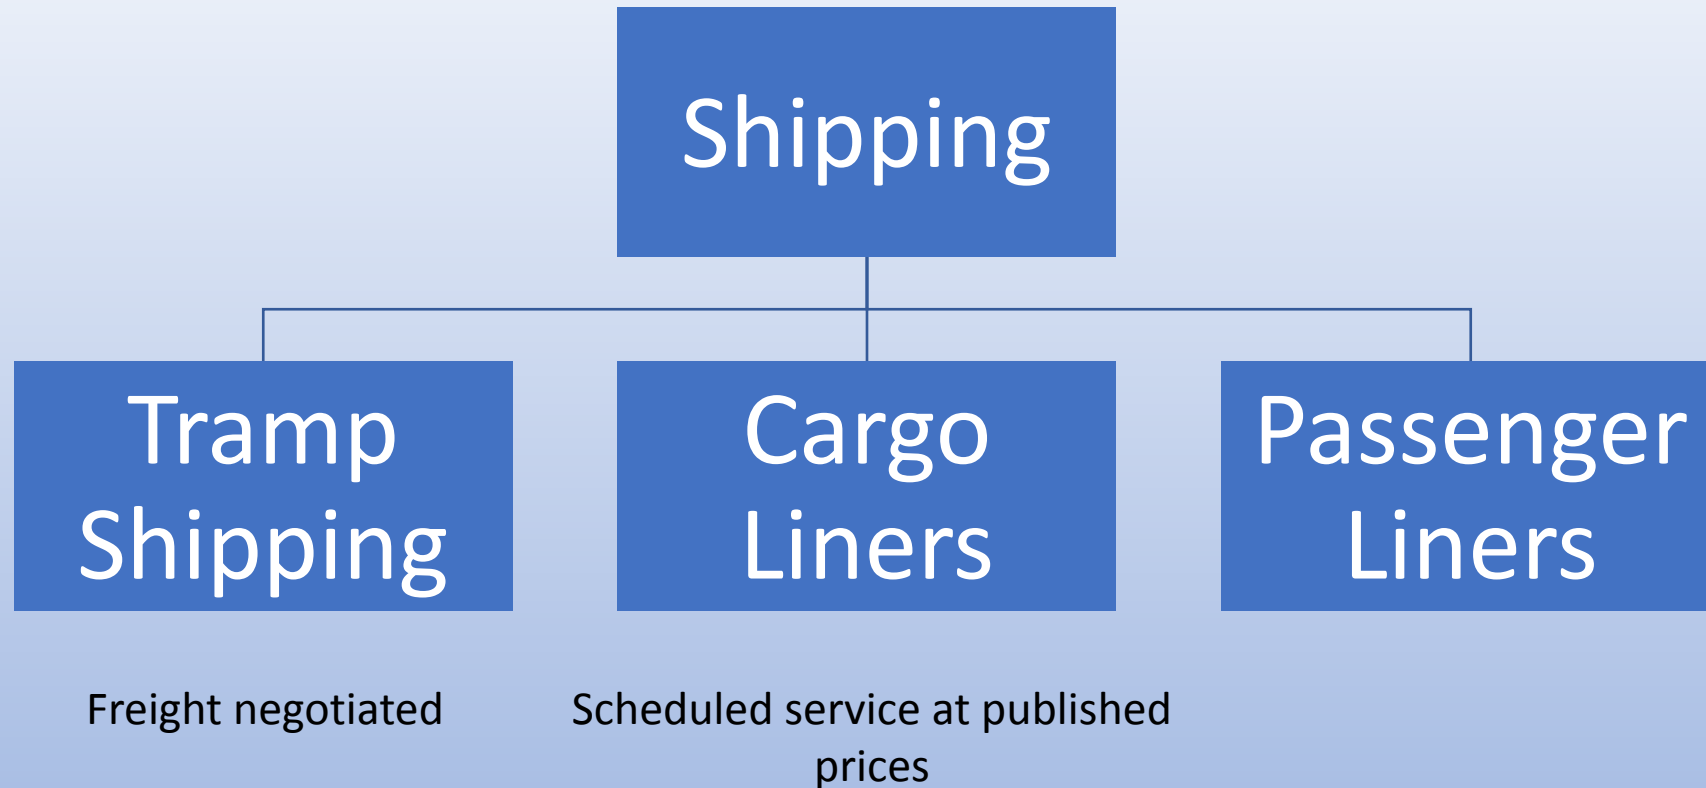 Shipping
Tramp
Shipping
Cargo
Liners
Passenger
Liners
Freight negotiated
Scheduled service at published
prices